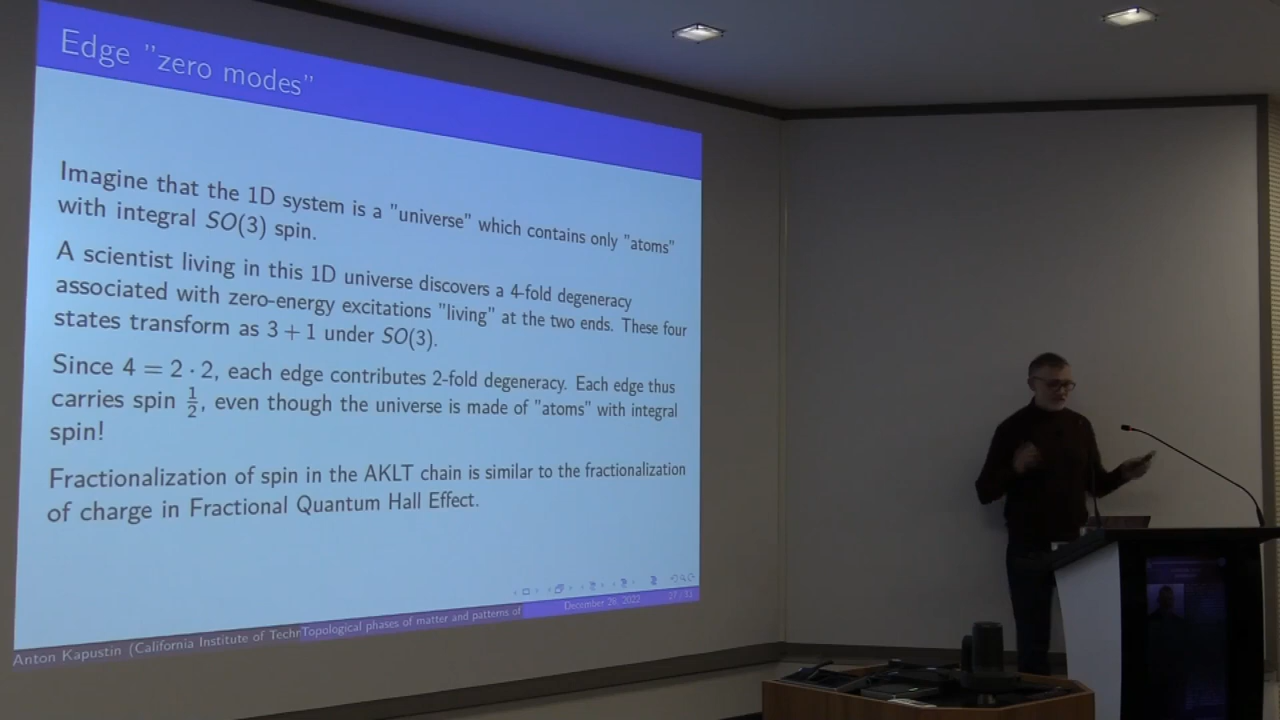 Edge "zero modes"
Imagine that the 1D system is a "universe" which contains only "atoms"
with integral SO(3) spin.
A scientist living in this 1D universe discovers a 4-fold degeneracy
associated with zero-energy excitations "living" at the two ends. These four
states transform as 3 + 1 under SO(3).
Since 4 = 2 · 2, each edge contributes 2-fold degeneracy. Each edge thus
carries spin 1/2, even though the universe is made of "atoms" with integral
spin!
Fractionalization of spin in the AKLT chain is similar to the fractionalization
of charge in Fractional Quantum Hall Effect.
Anton Kapustin (California Institute of Techn Topological phases of matter and patterns of December 26, 2022